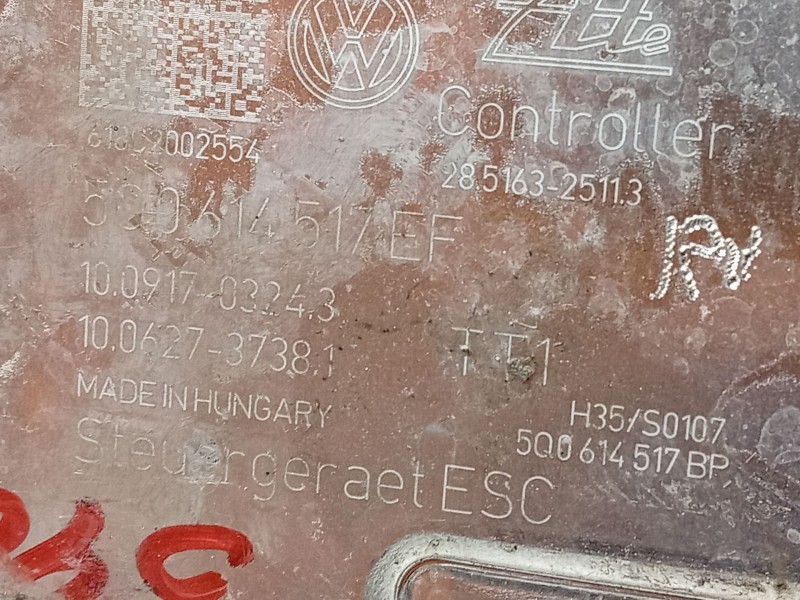 Ate
Controller
28.5163-2511.3
5Q0 614 517 EF
10.0917-0324.3
10.0627-3738.1
TT1
MADE IN HUNGARY
H35/S0107
5Q0 614 517 BP
Steuergeraet ESC